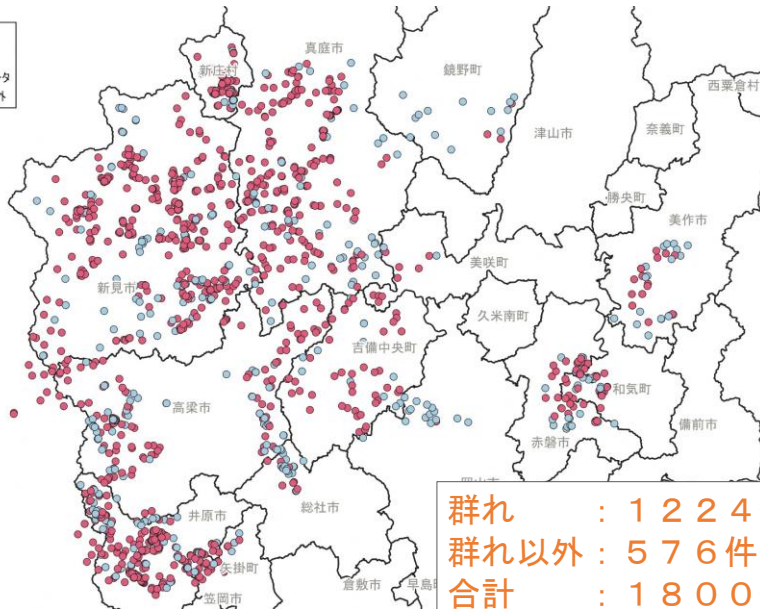 真庭市
新庄村
鏡野町
西粟倉村
奈義町
津山市
勝央町
美作市
美咲町
新見市
久米南町
吉備中央町
和気町
高梁市
備前市
赤磐市
総社市
井原市
矢掛町
倉敷市
早島
笠岡市
群れ : 1224
群れ以外 : 576件
合計 : 1800